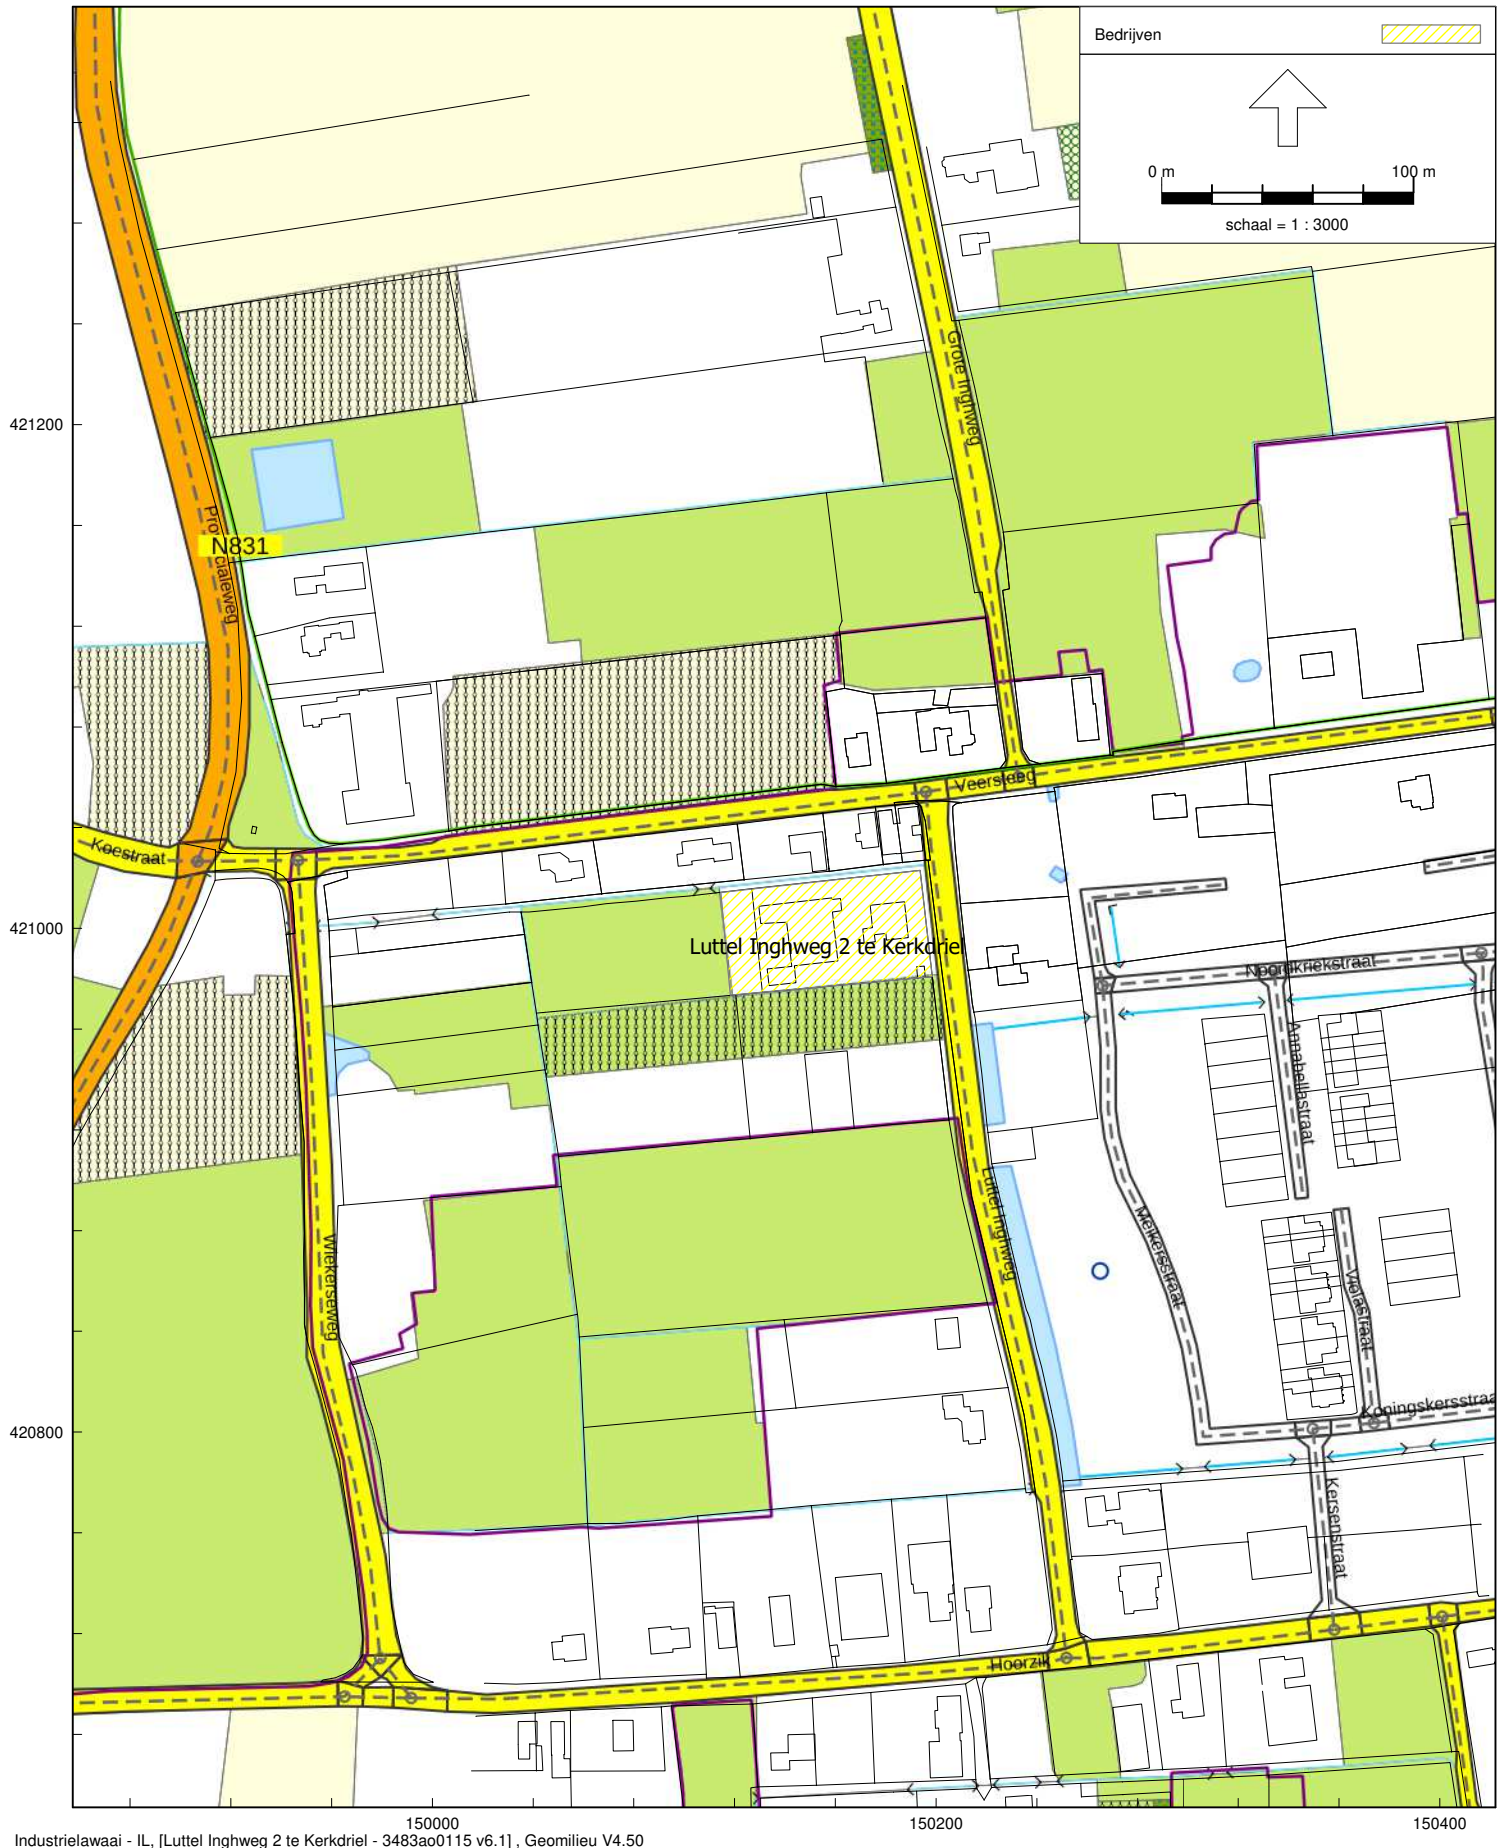 Bedrijven
0 m 100 m
schaal = 1 : 3000
Grote Inghweg
421200
Provincialeweg
N831
Veersteeg
Koestraat
421000
Luttel Inghweg 2 te Kerkdriel
Noordkriekstraat
Annabellastraat
Luttel Inghweg
Meikersstraat
Wiekerseweg
Violastraat
Koningskersstraa
420800
Kersenstraat
Hoorzik
150000 150200 150400
Industrielawaai - IL, [Luttel Inghweg 2 te Kerkdriel - 3483ao0115 v6.1] , Geomilieu V4.50